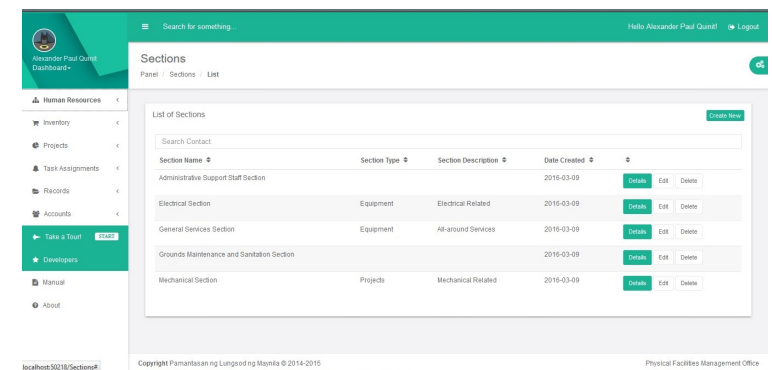 Search for something...
Hello Alexander Paul Quinit!
Logout
Alexander Paul Quinit
Dashboard
Human Resources
Inventory
Projects
Task Assignments
Records
Accounts
Take a Tour! START
Developers
Manual
About
localhost:50218/Sections#
Sections
Panel / Sections / List
List of Sections
Create New
Search Contact
Section Name Section Type Section Description Date Created
Administrative Support Staff Section 2016-03-09 Details Edit Delete
Electrical Section Equipment Electrical Related 2016-03-09 Details Edit Delete
General Services Section Equipment All-around Services 2016-03-09 Details Edit Delete
Grounds Maintenance and Sanitation Section 2016-03-09 Details Edit Delete
Mechanical Section Projects Mechanical Related 2016-03-09 Details Edit Delete
Copyright Pamantasan ng Lungsod ng Maynila © 2014-2015
Physical Facilities Management Office